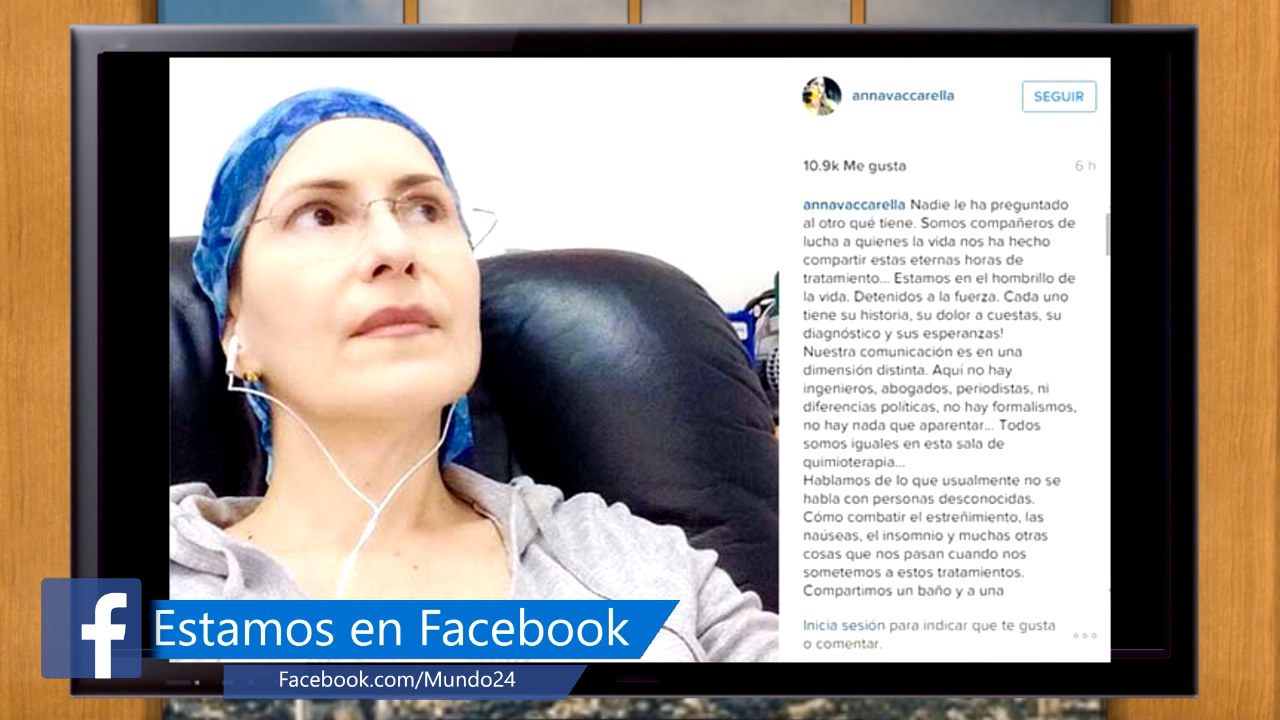 annavaccarella
SEGUIR
10.9k Me gusta
6 h
annavaccarella Nadie le ha preguntado
al otro qué tiene. Somos compañeros de
lucha a quienes la vida nos ha hecho
compartir estas eternas horas de
tratamiento... Estamos en el hombrillo de
la vida. Detenidos a la fuerza. Cada uno
tiene su historia, su dolor a cuestas, su
diagnóstico y sus esperanzas!
Nuestra comunicación es en una
dimensión distinta. Aquí no hay
ingenieros, abogados, periodistas, ni
diferencias políticas, no hay formalismos,
no hay nada que aparentar... Todos
somos iguales en esta sala de
quimioterapia...
Hablamos de lo que usualmente no se
habla con personas desconocidas.
Cómo combatir el estreñimiento, las
naúseas, el insomnio y muchas otras
cosas que nos pasan cuando nos
sometemos a estos tratamientos.
Compartimos un baño y a una
Inicia sesión para indicar que te gusta
o comentar.
f
Estamos en Facebook
Facebook.com/Mundo24